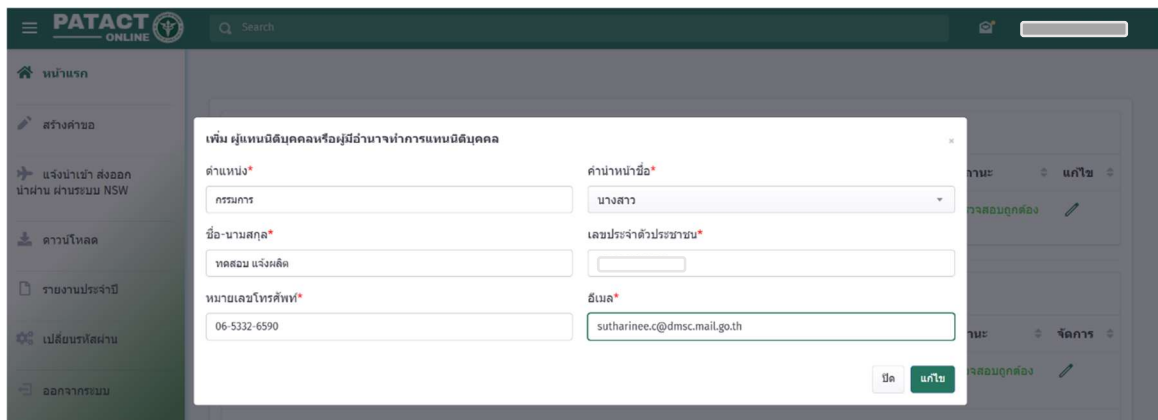 PATACT
ONLINE
Search
หน้าแรก
สร้างคำขอ
แจ้งนำเข้า ส่งออก
นำผ่าน ผ่านระบบ NSW
ดาวน์โหลด
รายงานประจำปี
เปลี่ยนรหัสผ่าน
ออกจากระบบ
เพิ่ม ผู้แทนนิติบุคคลหรือผู้มีอำนาจทำการแทนนิติบุคคล
×
ตำแหน่ง*
คำนำหน้าชื่อ*
กรรมการ
นางสาว
ชื่อ-นามสกุล*
เลขประจำตัวประชาชน*
ทดสอบ แจ้งผลิต
หมายเลขโทรศัพท์*
อีเมล*
06-5332-6590
sutharinee.c@dmsc.mail.go.th
ปิด
แก้ไข
แก้ไข
จัดการ